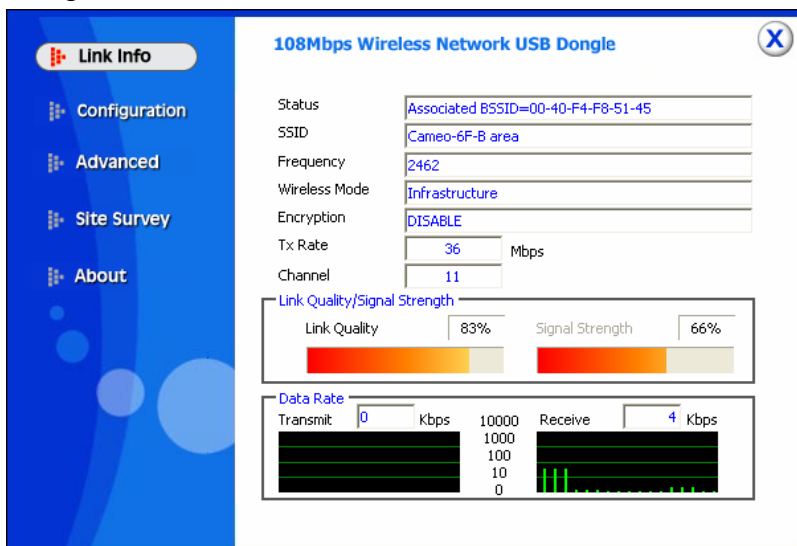 108Mbps Wireless Network USB Dongle
X
Link Info
Configuration
Advanced
Site Survey
About
Status Associated BSSID=00-40-F4-F8-51-45
SSID Cameo-6F-B area
Frequency 2462
Wireless Mode Infrastructure
Encryption DISABLE
Tx Rate 36 Mbps
Channel 11
Link Quality/Signal Strength
Link Quality 83% Signal Strength 66%
Data Rate
Transmit 0 Kbps 10000 Receive 4 Kbps
1000
100
10
0